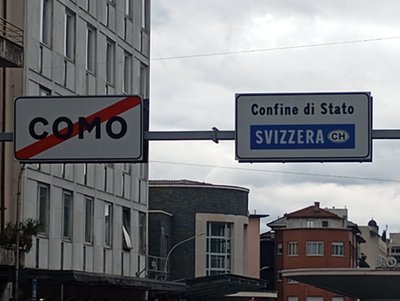 COMO
Confine di Stato
SVIZZERA CH